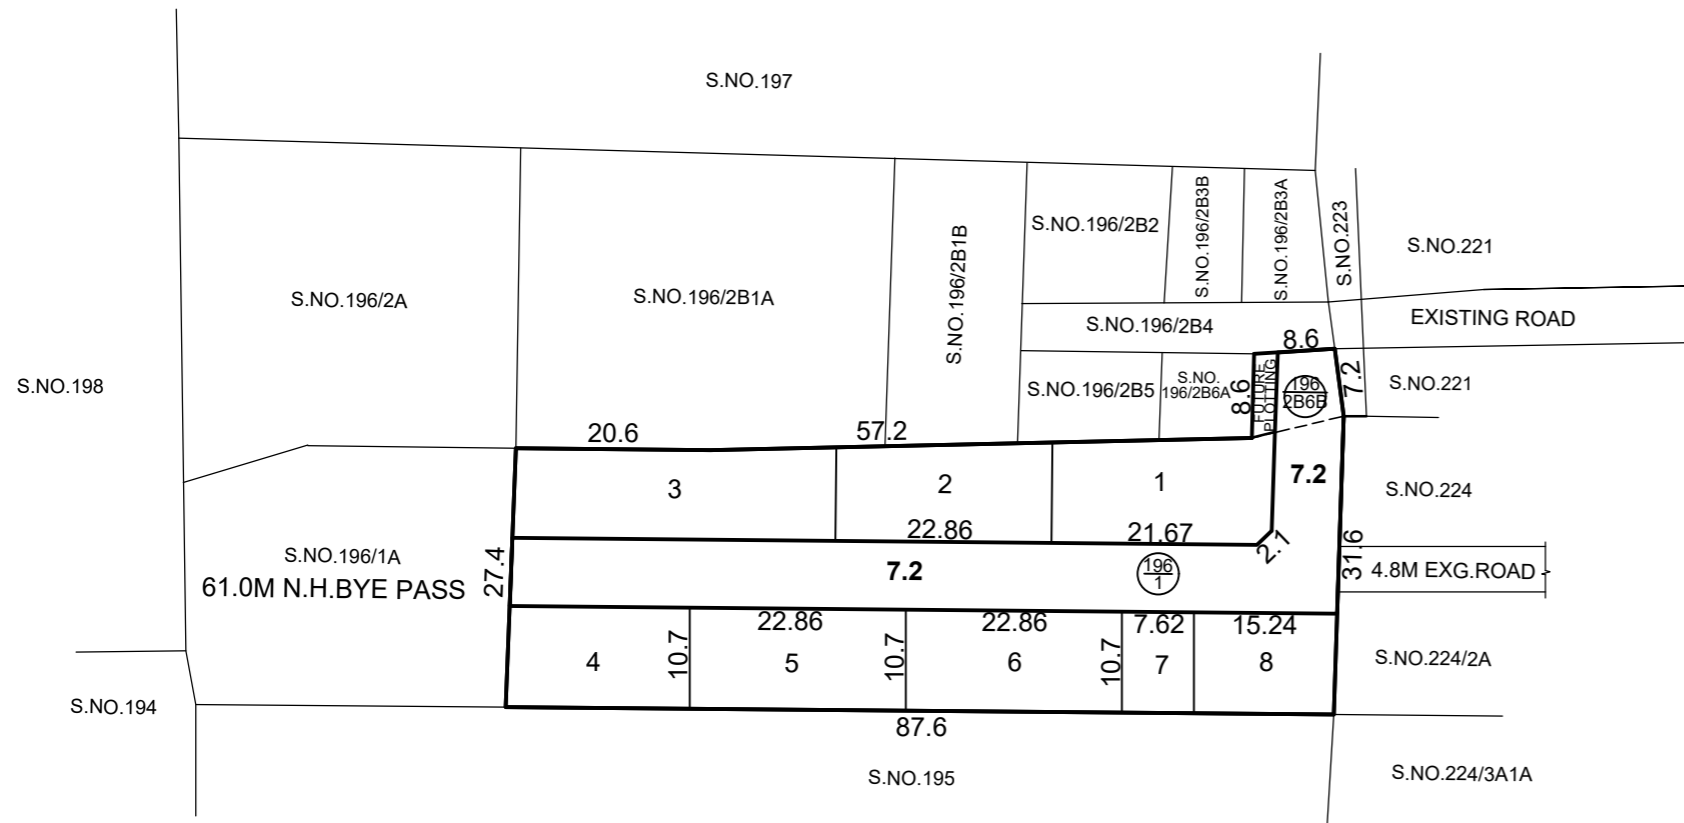 S.NO.197
S.NO.196/2A
S.NO.196/2B1A
S.NO.196/2B1B
S.NO.196/2B2
S.NO.196/2B3B
S.NO.196/2B3A
S.NO.223
S.NO.221
S.NO.196/2B4
EXISTING ROAD
8.6
S.NO.198
S.NO.196/2B5
S.NO.
196/2B6A
8.6
FUTURE
PLOTTING
196
2B6B
7.2
S.NO.221
20.6
57.2
3
2
1
7.2
S.NO.224
22.86
21.67
2.1
S.NO.196/1A
61.0M N.H.BYE PASS
27.4
7.2
196
1
31.6
4.8M EXG.ROAD
22.86
22.86
7.62
15.24
4
10.7
5
10.7
6
10.7
7
8
S.NO.224/2A
S.NO.194
87.6
S.NO.195
S.NO.224/3A1A